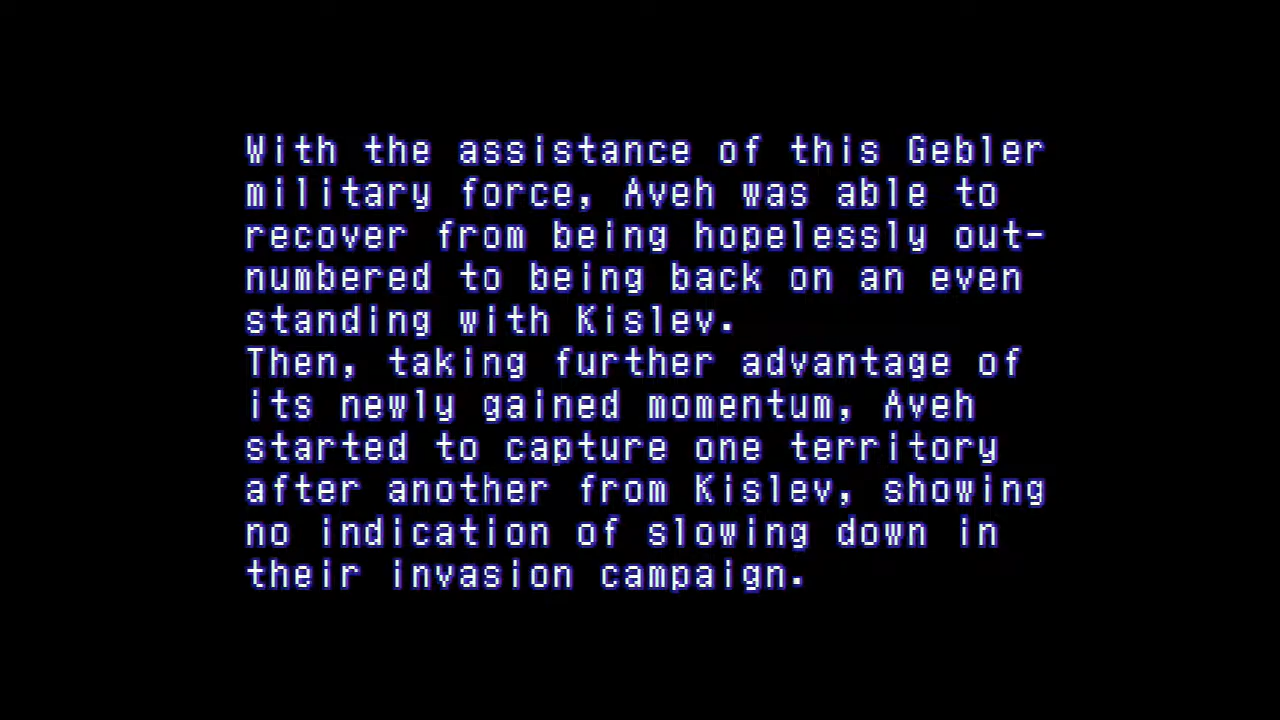 With the assistance of this Gebler
military force, Aveh was able to
recover from being hopelessly out-
numbered to being back on an even
standing with Kislev.
Then, taking further advantage of
its newly gained momentum, Aveh
started to capture one territory
after another from Kislev, showing
no indication of slowing down in
their invasion campaign.